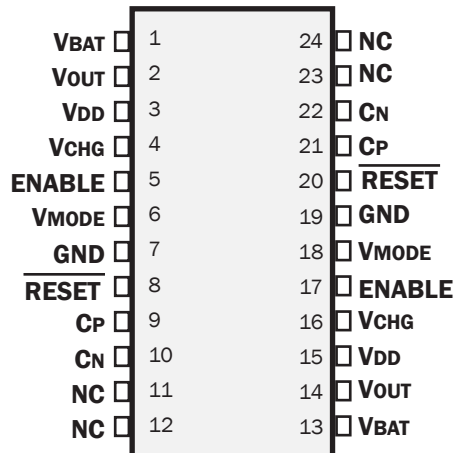 VBAT 1 24 NC
VOUT 2 23 NC
VDD 3 22 CN
VCHG 4 21 CP
ENABLE 5 20 RESET
VMODE 6 19 GND
GND 7 18 VMODE
RESET 8 17 ENABLE
CP 9 16 VCHG
CN 10 15 VDD
NC 11 14 VOUT
NC 12 13 VBAT